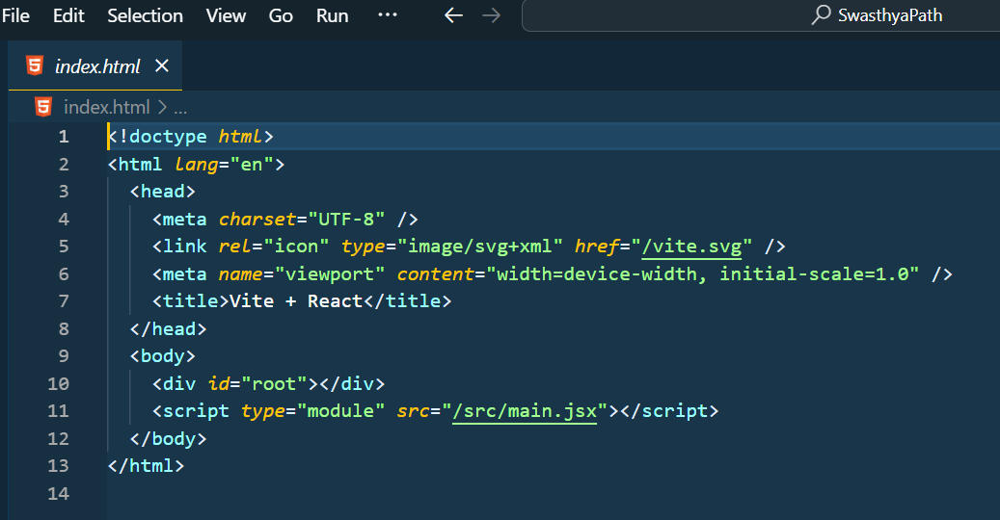 File Edit Selection View Go Run ... SwasthyaPath
index.html
index.html > ...
1 <!doctype html>
2 <html lang="en">
3   <head>
4     <meta charset="UTF-8" />
5     <link rel="icon" type="image/svg+xml" href="/vite.svg" />
6     <meta name="viewport" content="width=device-width, initial-scale=1.0" />
7     <title>Vite + React</title>
8   </head>
9   <body>
10     <div id="root"></div>
11     <script type="module" src="/src/main.jsx"></script>
12   </body>
13 </html>
14